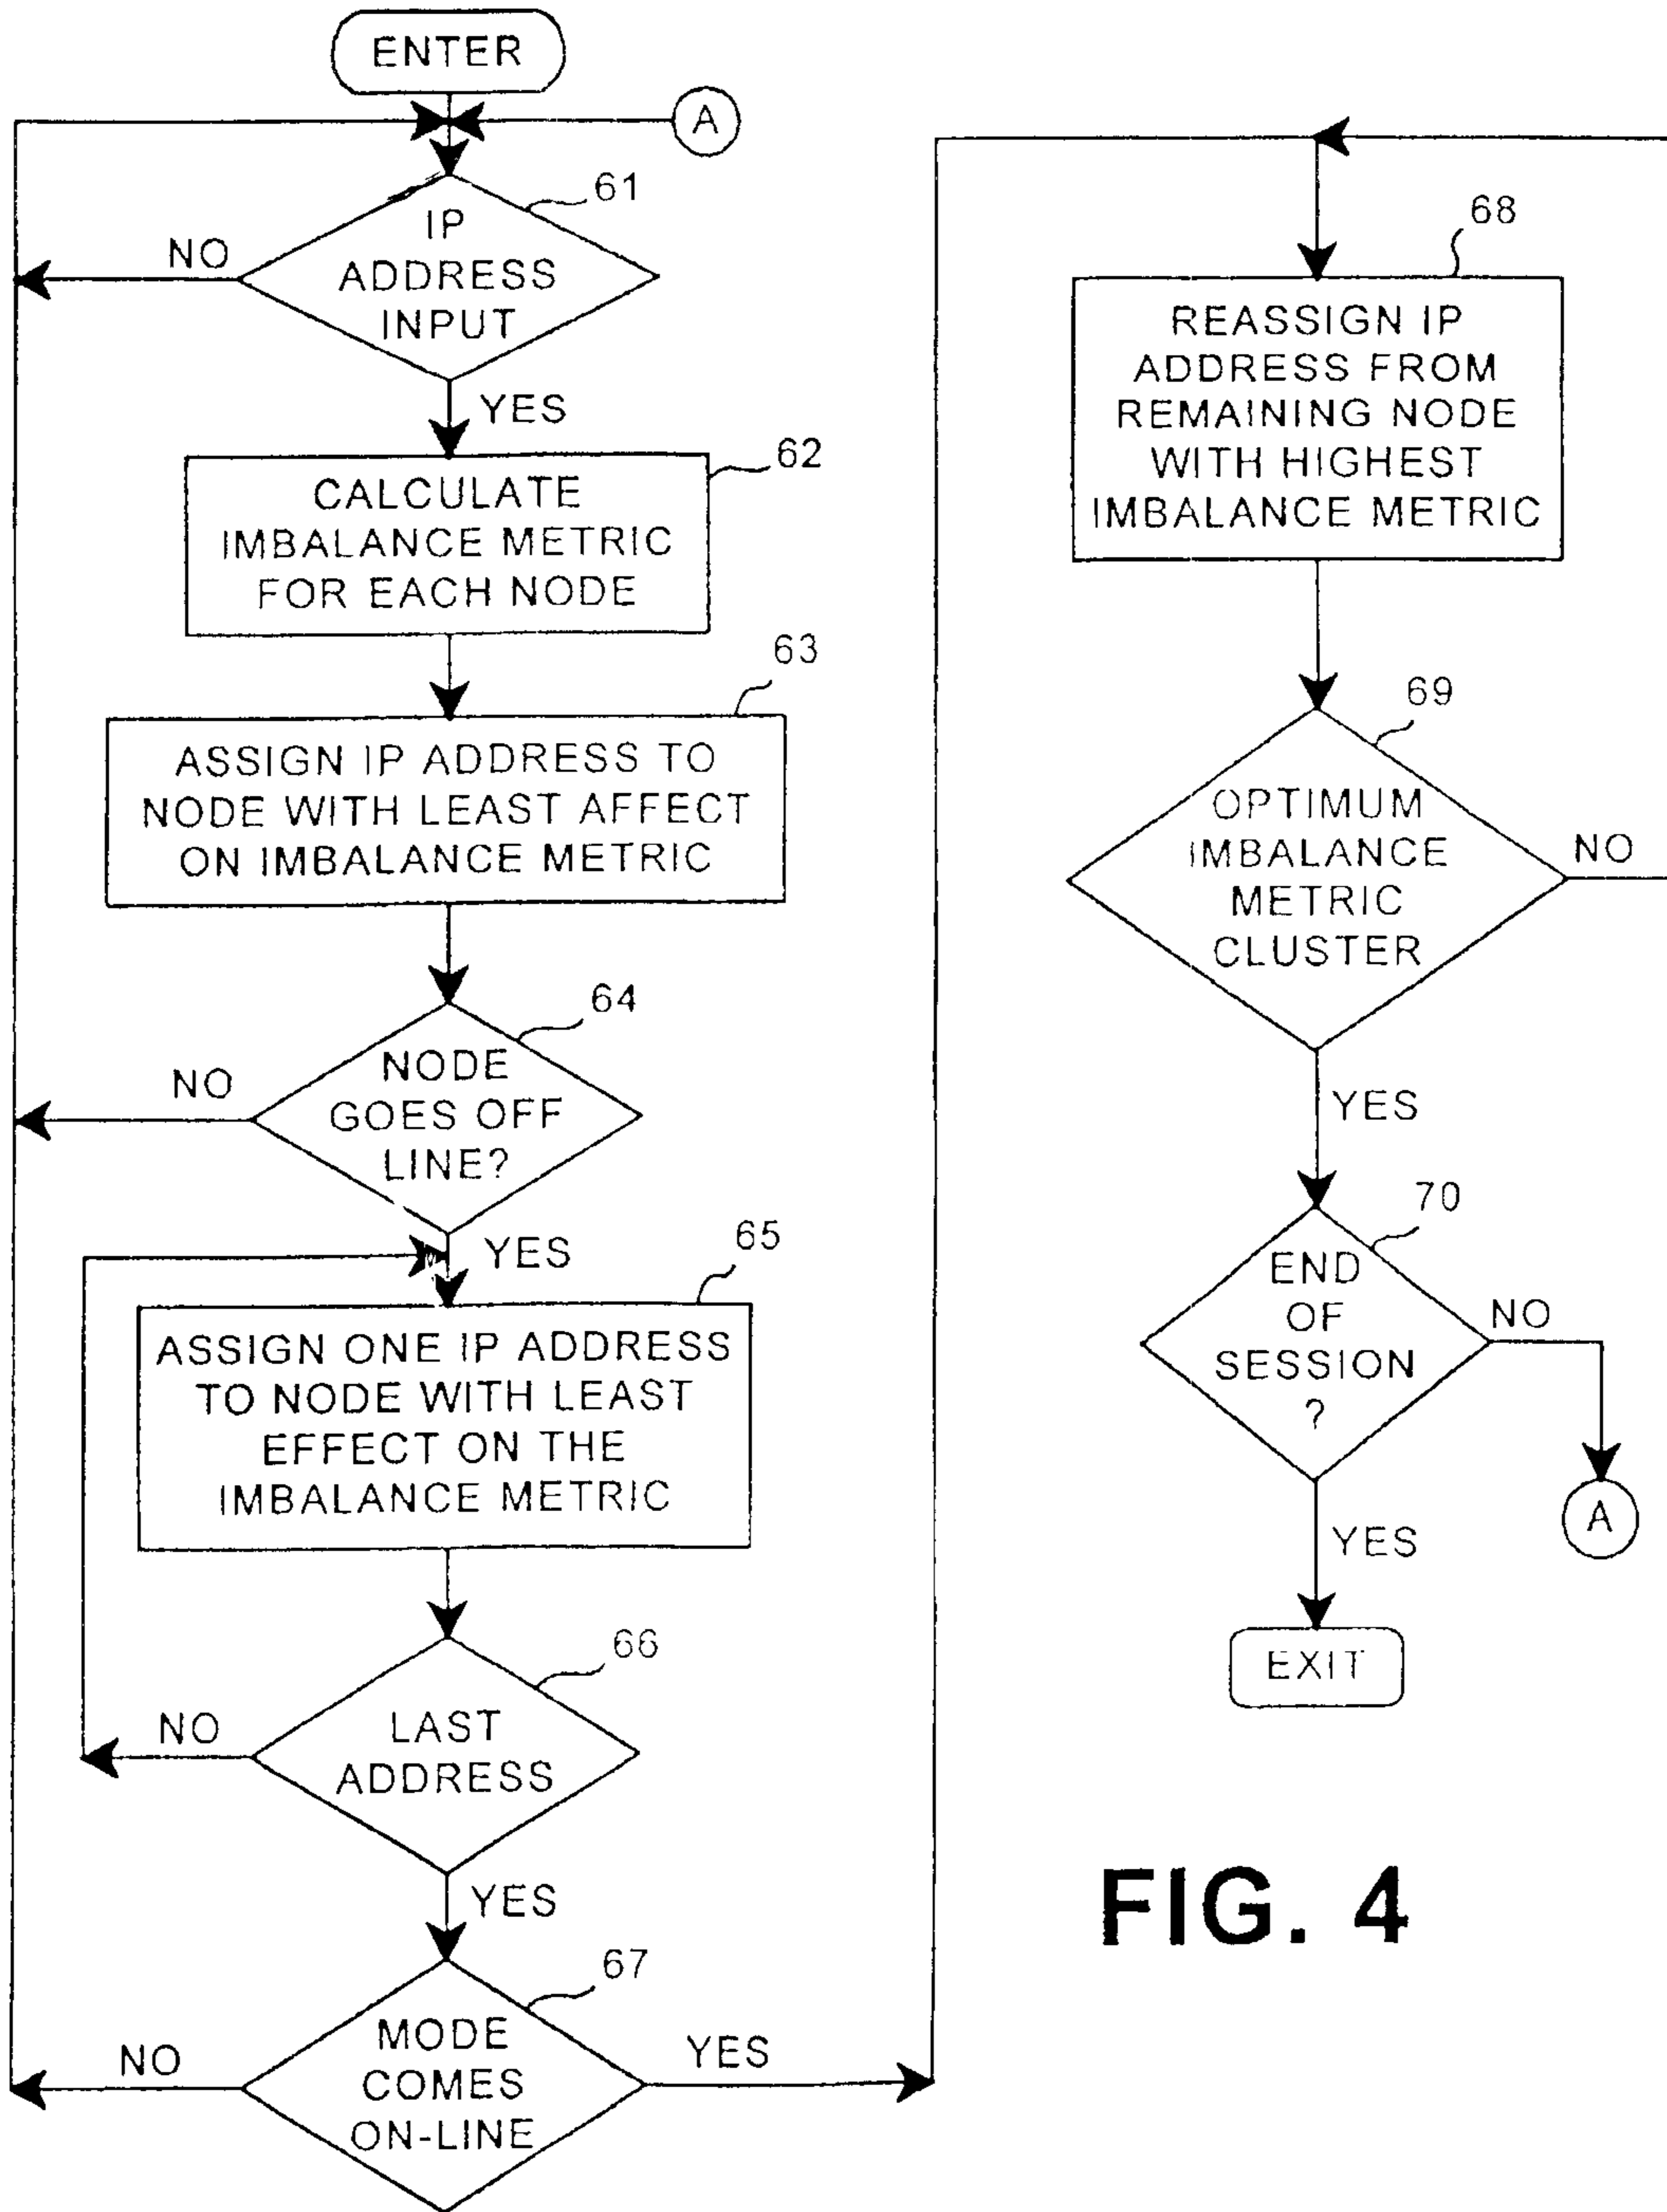 ENTER
A
61
IP
ADDRESS
INPUT
NO
YES
62
CALCULATE
IMBALANCE METRIC
FOR EACH NODE
63
ASSIGN IP ADDRESS TO
NODE WITH LEAST AFFECT
ON IMBALANCE METRIC
64
NODE
GOES OFF
LINE?
NO
YES
65
ASSIGN ONE IP ADDRESS
TO NODE WITH LEAST
EFFECT ON THE
IMBALANCE METRIC
66
LAST
ADDRESS
NO
YES
67
MODE
COMES
ON-LINE
NO
YES
68
REASSIGN IP
ADDRESS FROM
REMAINING NODE
WITH HIGHEST
IMBALANCE METRIC
69
OPTIMUM
IMBALANCE
METRIC
CLUSTER
NO
YES
70
END
OF
SESSION
?
NO
A
YES
EXIT
FIG. 4